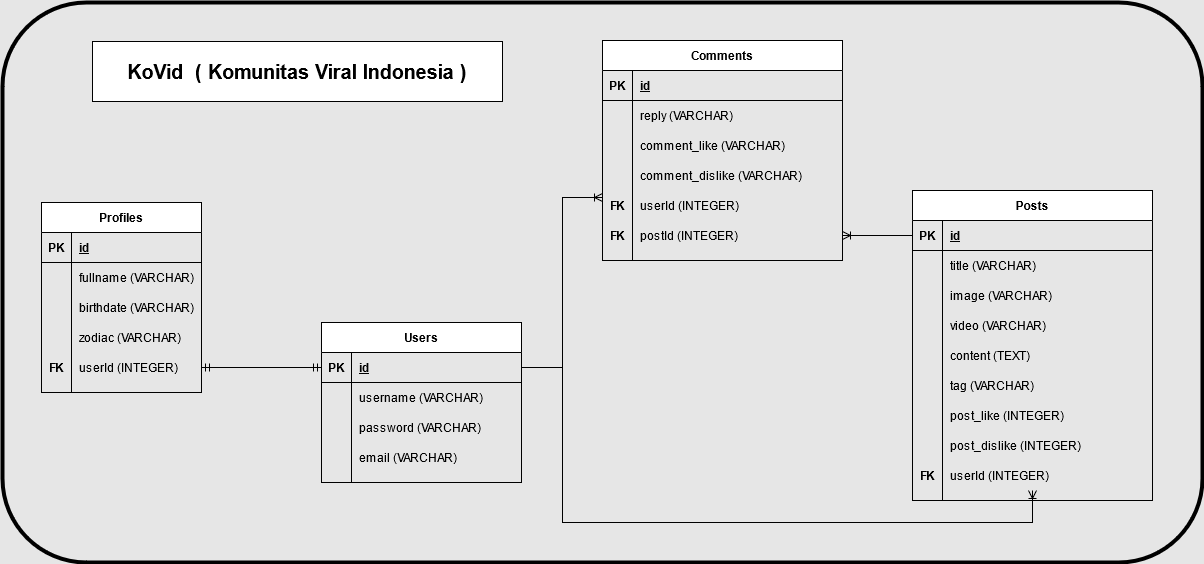 KoVid ( Komunitas Viral Indonesia )
Comments
PK id
reply (VARCHAR)
comment_like (VARCHAR)
comment_dislike (VARCHAR)
FK userId (INTEGER)
FK postId (INTEGER)
Profiles
PK id
fullname (VARCHAR)
birthdate (VARCHAR)
zodiac (VARCHAR)
FK userId (INTEGER)
Users
PK id
username (VARCHAR)
password (VARCHAR)
email (VARCHAR)
Posts
PK id
title (VARCHAR)
image (VARCHAR)
video (VARCHAR)
content (TEXT)
tag (VARCHAR)
post_like (INTEGER)
post_dislike (INTEGER)
FK userId (INTEGER)